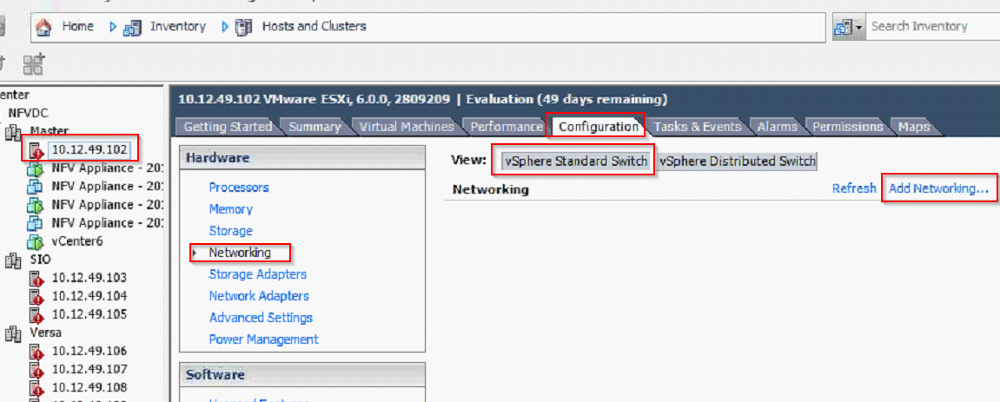 Home Inventory Hosts and Clusters Search Inventory
enter
NFVDC
Master
10.12.49.102
NFV Appliance - 20
NFV Appliance - 20
NFV Appliance - 20
NFV Appliance - 20
vCenter6
SIO
10.12.49.103
10.12.49.104
10.12.49.105
Versa
10.12.49.106
10.12.49.107
10.12.49.108
10.12.49.102 VMware ESXi, 6.0.0, 2809209 | Evaluation (49 days remaining)
Getting Started Summary Virtual Machines Performance Configuration Tasks & Events Alarms Permissions Maps
Hardware
Processors
Memory
Storage
Networking
Storage Adapters
Network Adapters
Advanced Settings
Power Management
Software
View: vSphere Standard Switch vSphere Distributed Switch
Networking Refresh Add Networking...